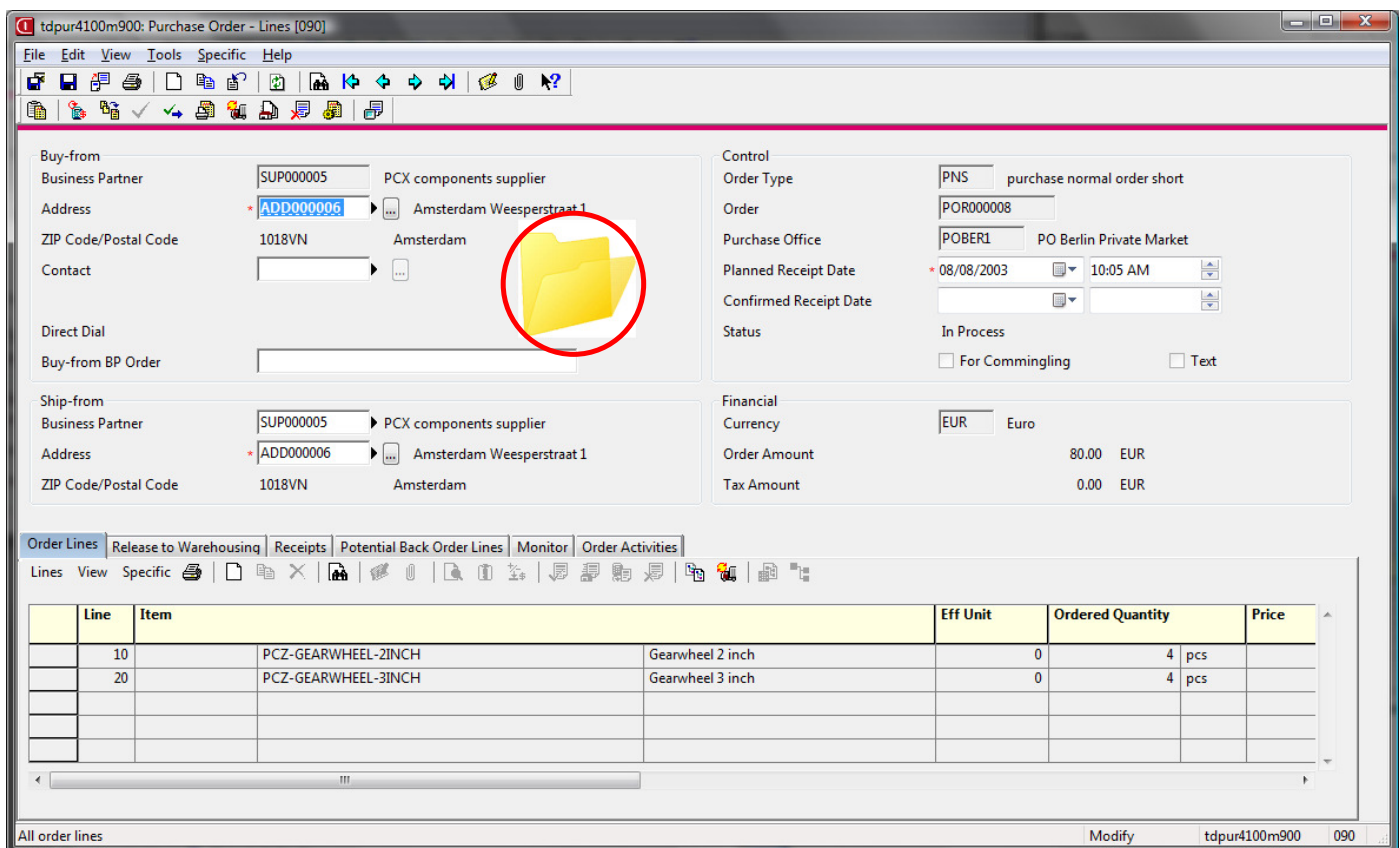 tdpur4100m900: Purchase Order - Lines [090]
File Edit View Tools Specific Help
Buy-from
Business Partner SUP000005 PCX components supplier
Address * ADD000006 ... Amsterdam Weesperstraat 1
ZIP Code/Postal Code 1018VN Amsterdam
Contact ...
Direct Dial
Buy-from BP Order
Control
Order Type PNS purchase normal order short
Order POR000008
Purchase Office POBER1 PO Berlin Private Market
Planned Receipt Date * 08/08/2003 10:05 AM
Confirmed Receipt Date
Status In Process
For Commingling Text
Ship-from
Business Partner SUP000005 PCX components supplier
Address * ADD000006 ... Amsterdam Weesperstraat 1
ZIP Code/Postal Code 1018VN Amsterdam
Financial
Currency EUR Euro
Order Amount 80.00 EUR
Tax Amount 0.00 EUR
Order Lines Release to Warehousing Receipts Potential Back Order Lines Monitor Order Activities
Lines View Specific
Line Item Eff Unit Ordered Quantity Price
10 PCZ-GEARWHEEL-2INCH Gearwheel 2 inch 0 4 pcs
20 PCZ-GEARWHEEL-3INCH Gearwheel 3 inch 0 4 pcs
All order lines Modify tdpur4100m900 090